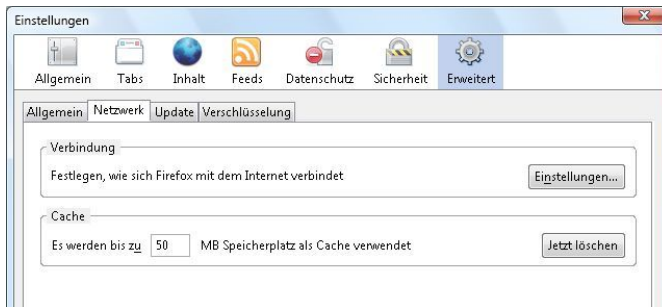 Einstellungen
Allgemein Tabs Inhalt Feeds Datenschutz Sicherheit Erweitert
Allgemein Netzwerk Update Verschlüsselung
Verbindung
Festlegen, wie sich Firefox mit dem Internet verbindet Einstellungen...
Cache
Es werden bis zu 50 MB Speicherplatz als Cache verwendet Jetzt löschen